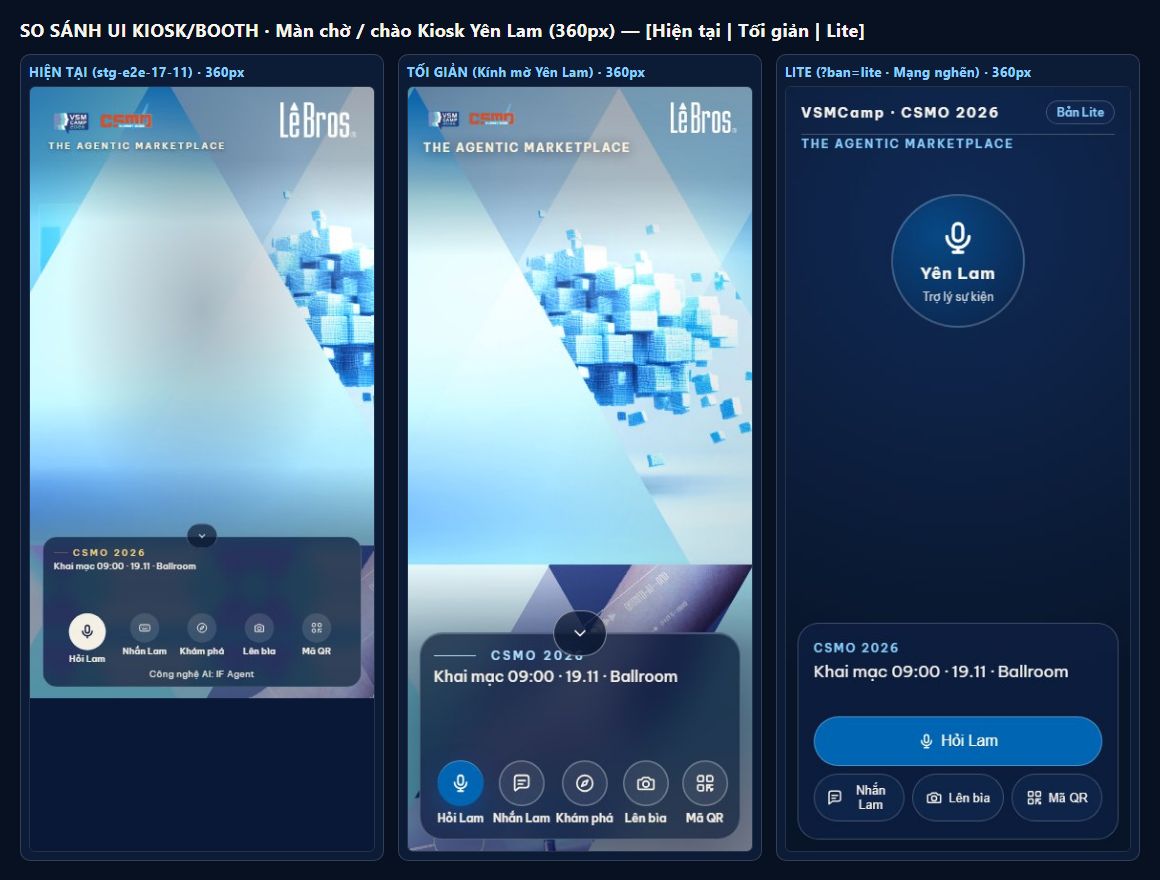 SO SÁNH UI KIOSK/BOOTH · Màn chờ / chào Kiosk Yên Lam (360px) — [Hiện tại | Tối giản | Lite]
HIỆN TẠI (stg-e2e-17-11) · 360px
VSM
CAMP
CSMO
LêBros
THE AGENTIC MARKETPLACE
CSMO 2026
Khai mạc 09:00 · 19.11 · Ballroom
Hỏi Lam
Nhắn Lam
Khám phá
Lên bìa
Mã QR
Công nghệ AI: IF Agent
TỐI GIẢN (Kính mờ Yên Lam) · 360px
VSM
CAMP
CSMO
LêBros
THE AGENTIC MARKETPLACE
CSMO 2026
Khai mạc 09:00 · 19.11 · Ballroom
Hỏi Lam
Nhắn Lam
Khám phá
Lên bìa
Mã QR
LITE (?ban=lite · Mạng nghẽn) · 360px
VSMCamp · CSMO 2026
Bản Lite
THE AGENTIC MARKETPLACE
Yên Lam
Trợ lý sự kiện
CSMO 2026
Khai mạc 09:00 · 19.11 · Ballroom
Hỏi Lam
Nhắn
Lam
Lên bìa
Mã QR